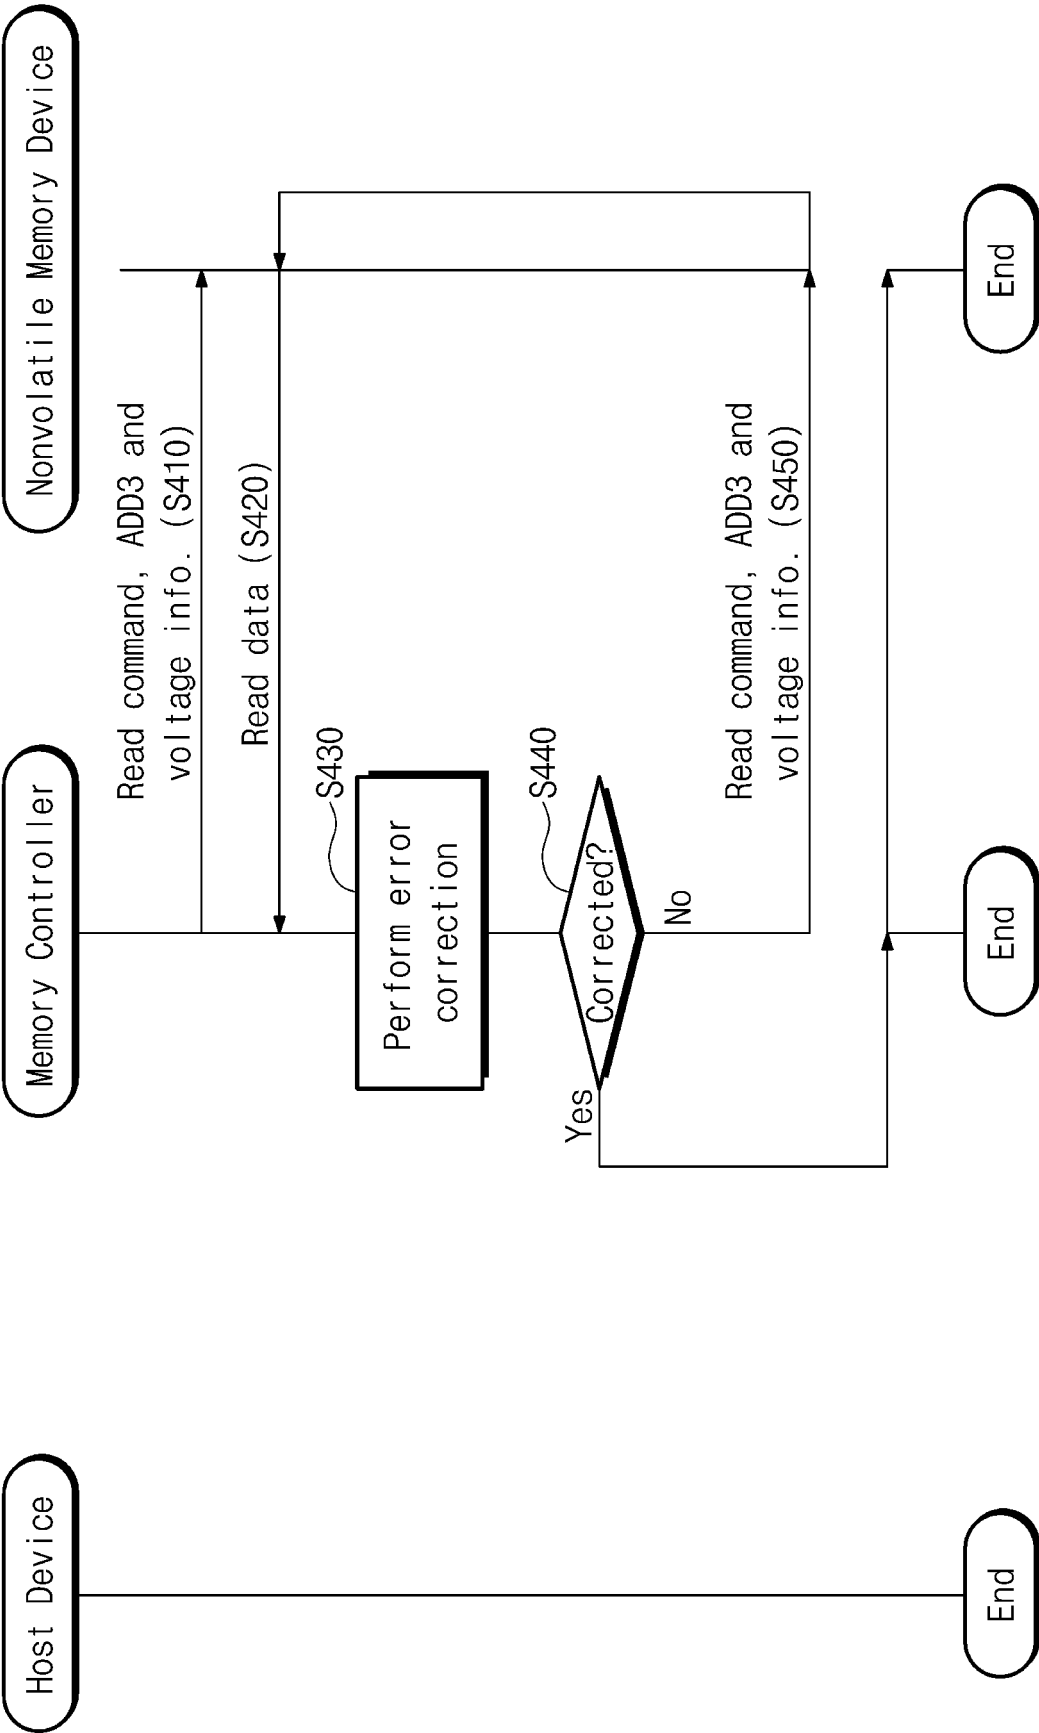 Host Device
Memory Controller
Nonvolatile Memory Device
Read command, ADD3 and
voltage info. (S410)
Read data (S420)
S430
Perform error
correction
S440
Corrected?
Yes
No
Read command, ADD3 and
voltage info. (S450)
End
End
End